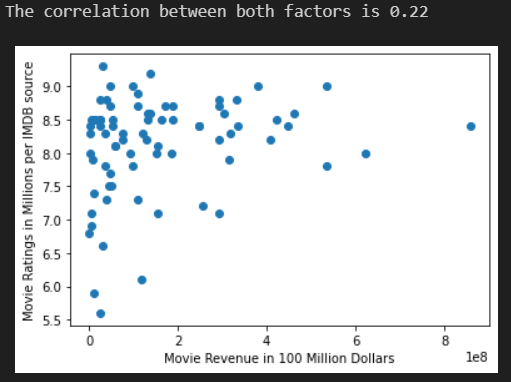 The correlation between both factors is 0.22
Movie Ratings in Millions per IMDB source
9.0
8.5
8.0
7.5
7.0
6.5
6.0
5.5
0 2 4 6 8
1e8
Movie Revenue in 100 Million Dollars